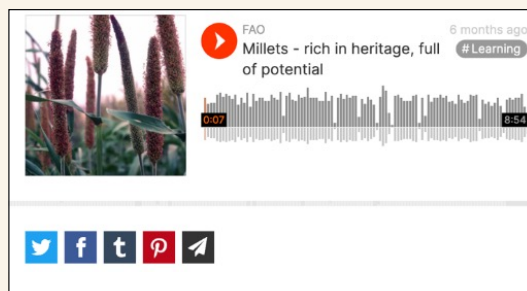 FAO
6 months ago
Millets - rich in heritage, full
of potential
#Learning
0:07
8:54